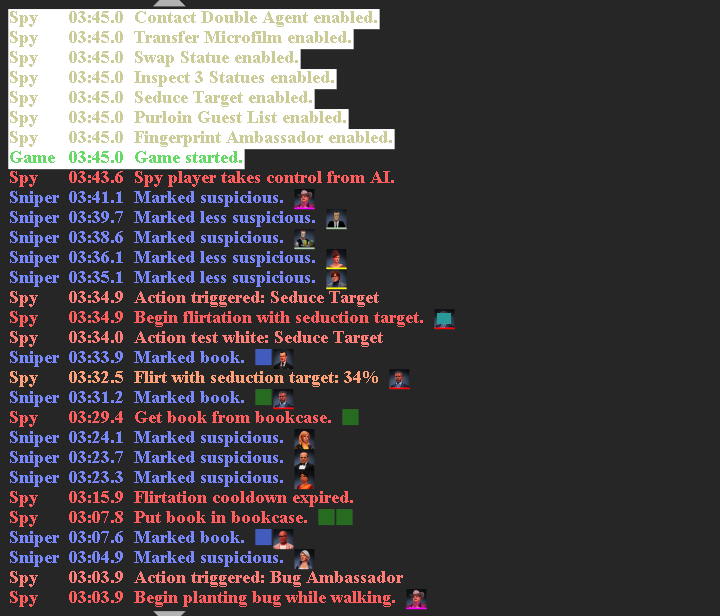 Spy 03:45.0 Contact Double Agent enabled.
Spy 03:45.0 Transfer Microfilm enabled.
Spy 03:45.0 Swap Statue enabled.
Spy 03:45.0 Inspect 3 Statues enabled.
Spy 03:45.0 Seduce Target enabled.
Spy 03:45.0 Purloin Guest List enabled.
Spy 03:45.0 Fingerprint Ambassador enabled.
Game 03:45.0 Game started.
Spy 03:43.6 Spy player takes control from AI.
Sniper 03:41.1 Marked suspicious.
Sniper 03:39.7 Marked less suspicious.
Sniper 03:38.6 Marked suspicious.
Sniper 03:36.1 Marked less suspicious.
Sniper 03:35.1 Marked less suspicious.
Spy 03:34.9 Action triggered: Seduce Target
Spy 03:34.9 Begin flirtation with seduction target.
Spy 03:34.0 Action test white: Seduce Target
Sniper 03:33.9 Marked book.
Spy 03:32.5 Flirt with seduction target: 34%
Sniper 03:31.2 Marked book.
Spy 03:29.4 Get book from bookcase.
Sniper 03:24.1 Marked suspicious.
Sniper 03:23.7 Marked suspicious.
Sniper 03:23.3 Marked suspicious.
Spy 03:15.9 Flirtation cooldown expired.
Spy 03:07.8 Put book in bookcase.
Sniper 03:07.6 Marked book.
Sniper 03:04.9 Marked suspicious.
Spy 03:03.9 Action triggered: Bug Ambassador
Spy 03:03.9 Begin planting bug while walking.